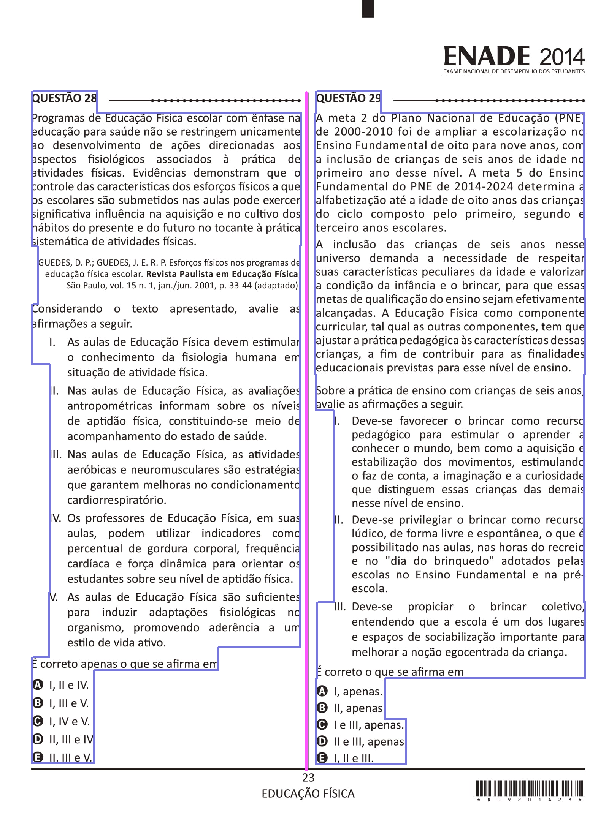 ENADE 2014
EXAME NACIONAL DE DESEMPENHO DOS ESTUDANTES
QUESTÃO 28
Programas de Educação Física escolar com ênfase na
educação para saúde não se restringem unicamente
ao desenvolvimento de ações direcionadas aos
aspectos fisiológicos associados à prática de
atividades físicas. Evidências demonstram que o
controle das características dos esforços físicos a que
os escolares são submetidos nas aulas pode exercer
significativa influência na aquisição e no cultivo dos
hábitos do presente e do futuro no tocante à prática
sistemática de atividades físicas.
GUEDES, D. P.; GUEDES, J. E. R. P. Esforços físicos nos programas de
educação física escolar. Revista Paulista em Educação Física
São Paulo, vol. 15 n. 1, jan./jun. 2001, p. 33-44 (adaptado)
Considerando o texto apresentado, avalie as
afirmações a seguir.
I. As aulas de Educação Física devem estimular
o conhecimento da fisiologia humana em
situação de atividade física.
II. Nas aulas de Educação Física, as avaliações
antropométricas informam sobre os níveis
de aptidão física, constituindo-se meio de
acompanhamento do estado de saúde.
III. Nas aulas de Educação Física, as atividades
aeróbicas e neuromusculares são estratégias
que garantem melhoras no condicionamento
cardiorrespiratório.
IV. Os professores de Educação Física, em suas
aulas, podem utilizar indicadores como
percentual de gordura corporal, frequência
cardíaca e força dinâmica para orientar os
estudantes sobre seu nível de aptidão física.
V. As aulas de Educação Física são suficientes
para induzir adaptações fisiológicas no
organismo, promovendo aderência a um
estilo de vida ativo.
É correto apenas o que se afirma em
A I, II e IV.
B I, III e V.
C I, IV e V.
D II, III e IV
E II, III e V.
QUESTÃO 29
A meta 2 do Plano Nacional de Educação (PNE)
de 2000-2010 foi de ampliar a escolarização no
Ensino Fundamental de oito para nove anos, com
a inclusão de crianças de seis anos de idade no
primeiro ano desse nível. A meta 5 do Ensino
Fundamental do PNE de 2014-2024 determina a
alfabetização até a idade de oito anos das crianças
do ciclo composto pelo primeiro, segundo e
terceiro anos escolares.
A inclusão das crianças de seis anos nesse
universo demanda a necessidade de respeitar
suas características peculiares da idade e valorizar
a condição da infância e o brincar, para que essas
metas de qualificação do ensino sejam efetivamente
alcançadas. A Educação Física como componente
curricular, tal qual as outras componentes, tem que
ajustar a prática pedagógica às características dessas
crianças, a fim de contribuir para as finalidades
educacionais previstas para esse nível de ensino.
Sobre a prática de ensino com crianças de seis anos,
avalie as afirmações a seguir.
I. Deve-se favorecer o brincar como recurso
pedagógico para estimular o aprender a
conhecer o mundo, bem como a aquisição e
estabilização dos movimentos, estimulando
o faz de conta, a imaginação e a curiosidade
que distinguem essas crianças das demais
nesse nível de ensino.
II. Deve-se privilegiar o brincar como recurso
lúdico, de forma livre e espontânea, o que é
possibilitado nas aulas, nas horas do recreio
e no "dia do brinquedo" adotados pelas
escolas no Ensino Fundamental e na pré-
escola.
III. Deve-se propiciar o brincar coletivo,
entendendo que a escola é um dos lugares
e espaços de sociabilização importante para
melhorar a noção egocentrada da criança.
É correto o que se afirma em
A I, apenas.
B II, apenas
C I e III, apenas.
D II e III, apenas
E I, II e III.
23
EDUCAÇÃO FÍSICA